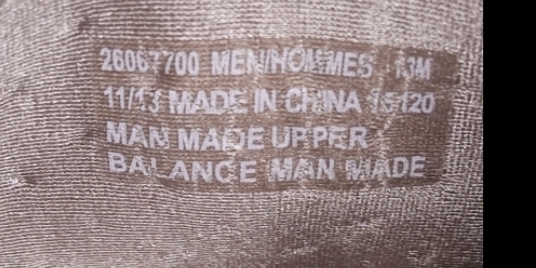 26067700 MEN/HOMMES 13M
11/13 MADE IN CHINA 15120
MAN MADE UPPER
BALANCE MAN MADE